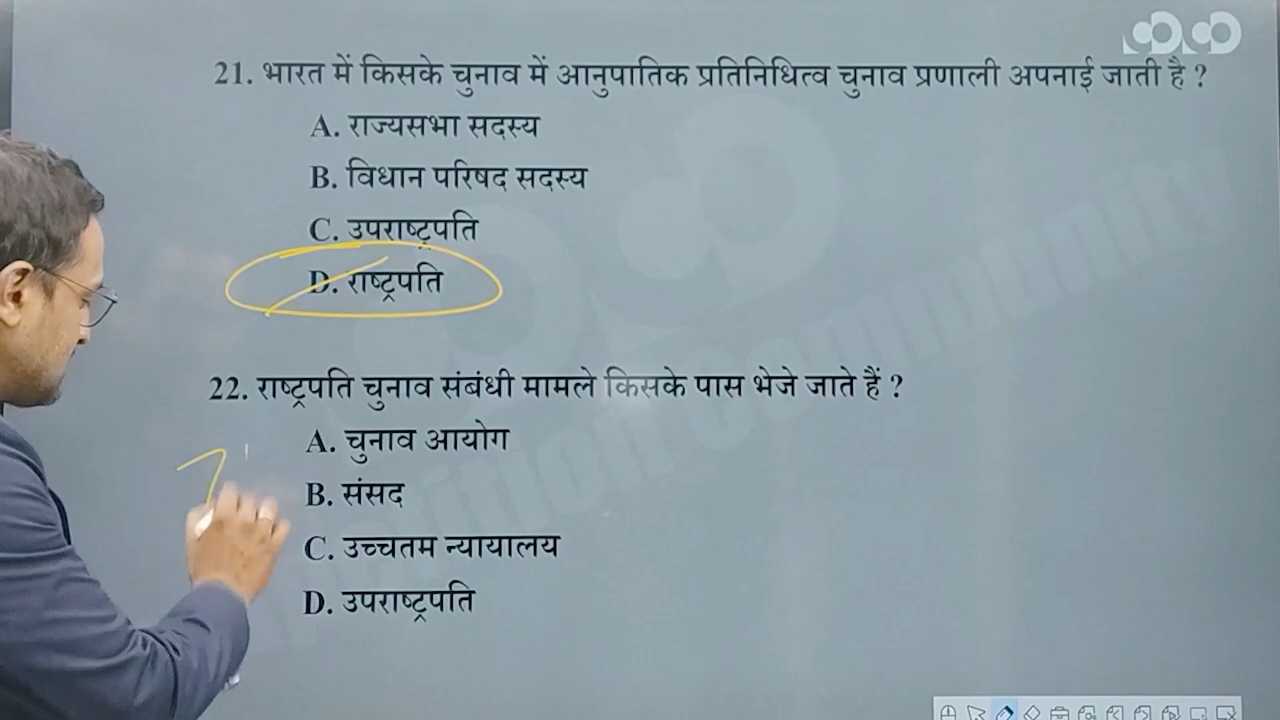 21. भारत में किसके चुनाव में आनुपातिक प्रतिनिधित्व चुनाव प्रणाली अपनाई जाती है ?
A. राज्यसभा सदस्य
B. विधान परिषद सदस्य
C. उपराष्ट्रपति
D. राष्ट्रपति
22. राष्ट्रपति चुनाव संबंधी मामले किसके पास भेजे जाते हैं ?
A. चुनाव आयोग
B. संसद
C. उच्चतम न्यायालय
D. उपराष्ट्रपति